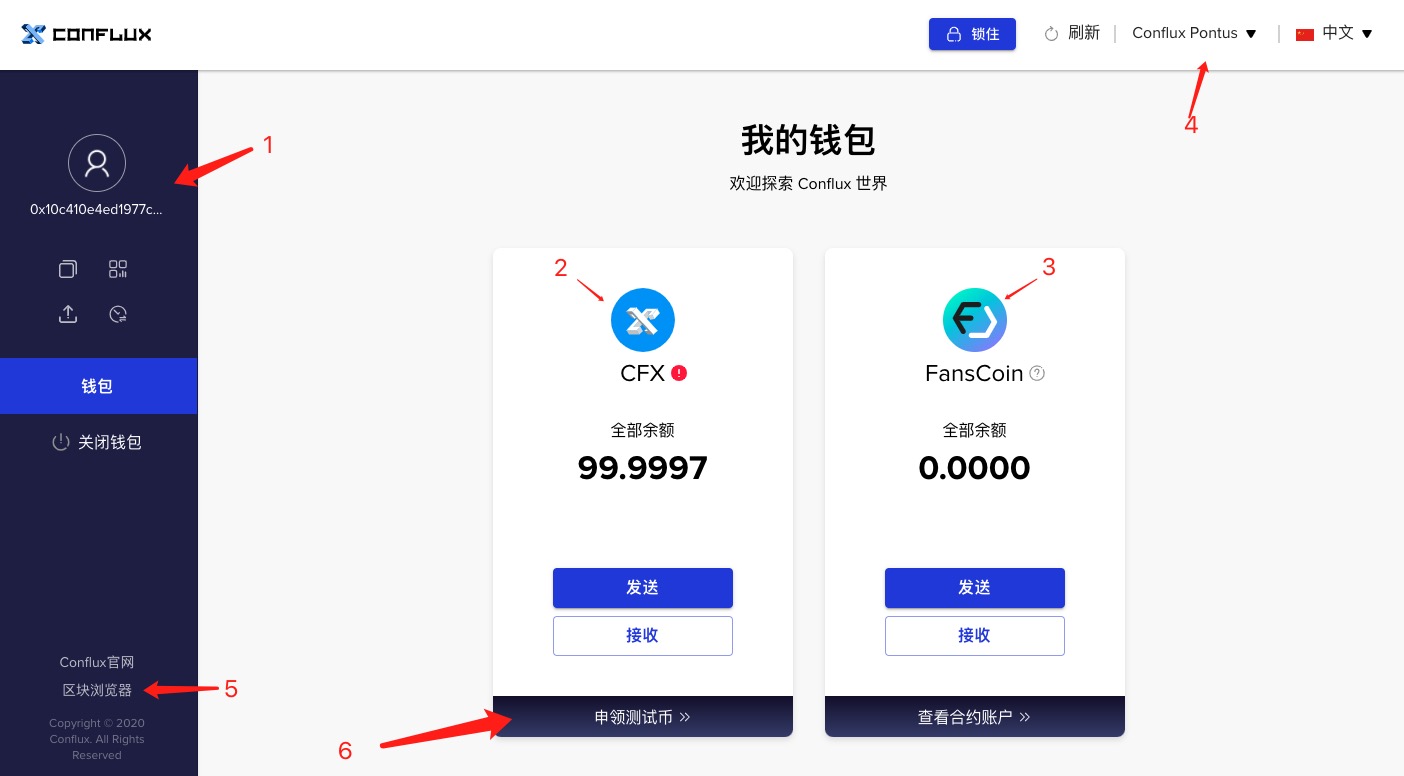 CONFLUX
锁住
刷新
Conflux Pontus
中文
4
1
0x10c410e4ed1977c...
钱包
关闭钱包
Conflux官网
区块浏览器
5
Copyright © 2020
Conflux. All Rights
Reserved
我的钱包
欢迎探索 Conflux 世界
2
CFX
全部余额
99.9997
发送
接收
申领测试币 »
6
3
FansCoin
全部余额
0.0000
发送
接收
查看合约账户 »